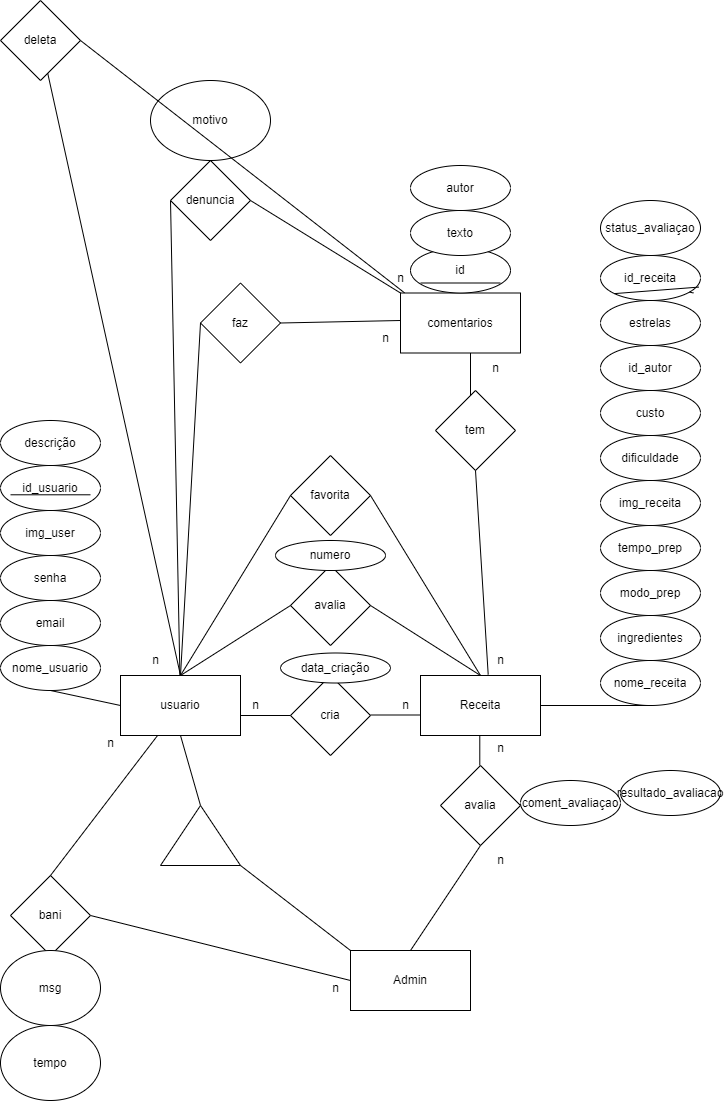 deleta
motivo
denuncia
autor
texto
id
n
faz
n
comentarios
n
tem
status_avaliaçao
id_receita
estrelas
id_autor
custo
dificuldade
img_receita
tempo_prep
modo_prep
ingredientes
nome_receita
descrição
id_usuario
img_user
senha
email
nome_usuario
favorita
numero
avalia
data_criação
n
n
usuario
n
cria
n
Receita
n
n
avalia
coment_avaliaçao
resultado_avaliacao
n
bani
msg
tempo
n
Admin